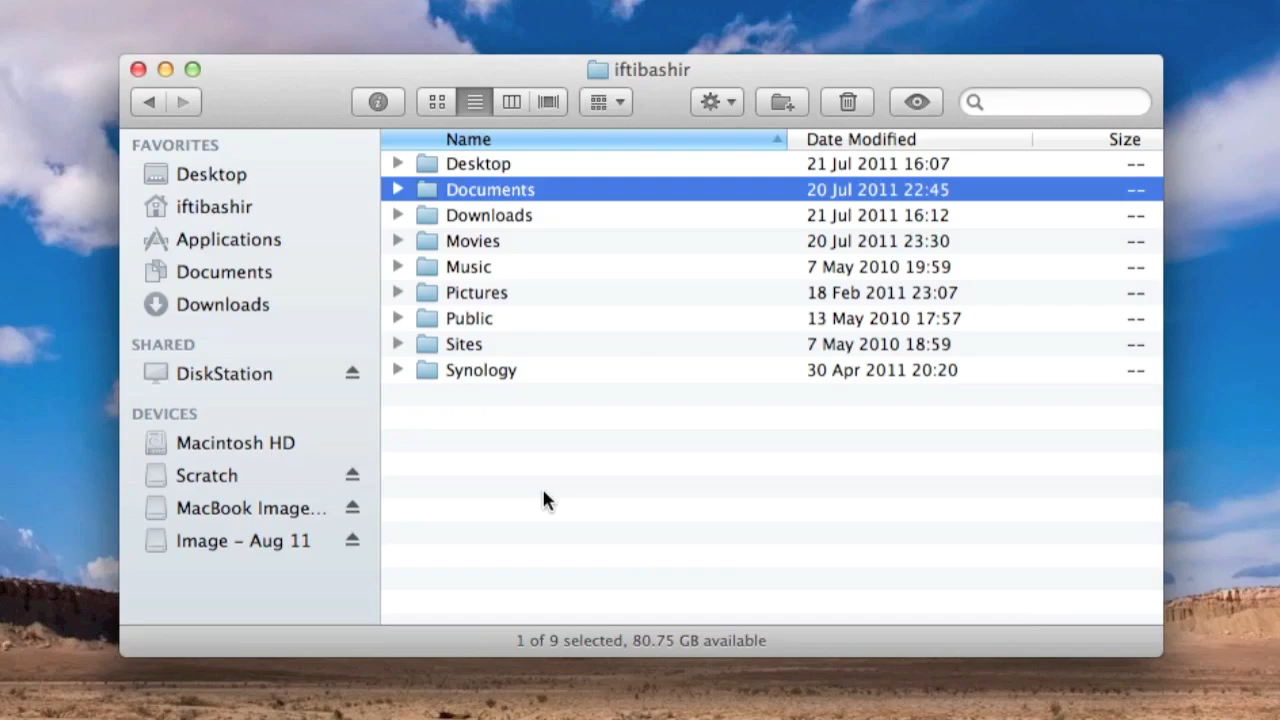 iftibashir
FAVORITES
Desktop
iftibashir
Applications
Documents
Downloads
SHARED
DiskStation
DEVICES
Macintosh HD
Scratch
MacBook Image...
Image – Aug 11
Name Date Modified Size
Desktop 21 Jul 2011 16:07 --
Documents 20 Jul 2011 22:45 --
Downloads 21 Jul 2011 16:12 --
Movies 20 Jul 2011 23:30 --
Music 7 May 2010 19:59 --
Pictures 18 Feb 2011 23:07 --
Public 13 May 2010 17:57 --
Sites 7 May 2010 18:59 --
Synology 30 Apr 2011 20:20 --
1 of 9 selected, 80.75 GB available